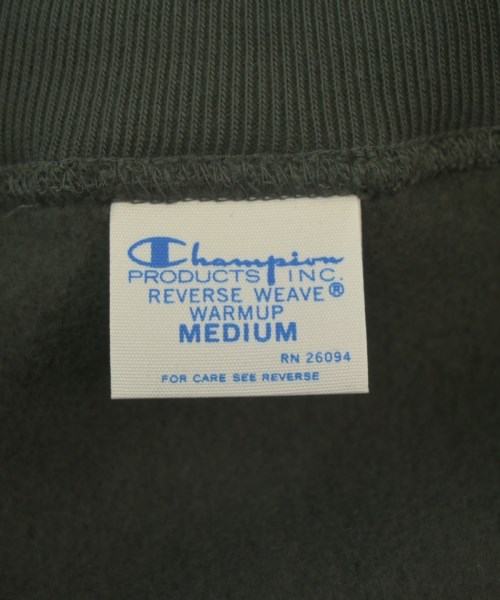 Champion
PRODUCTS INC.
REVERSE WEAVE®
WARMUP
MEDIUM
RN 26094
FOR CARE SEE REVERSE